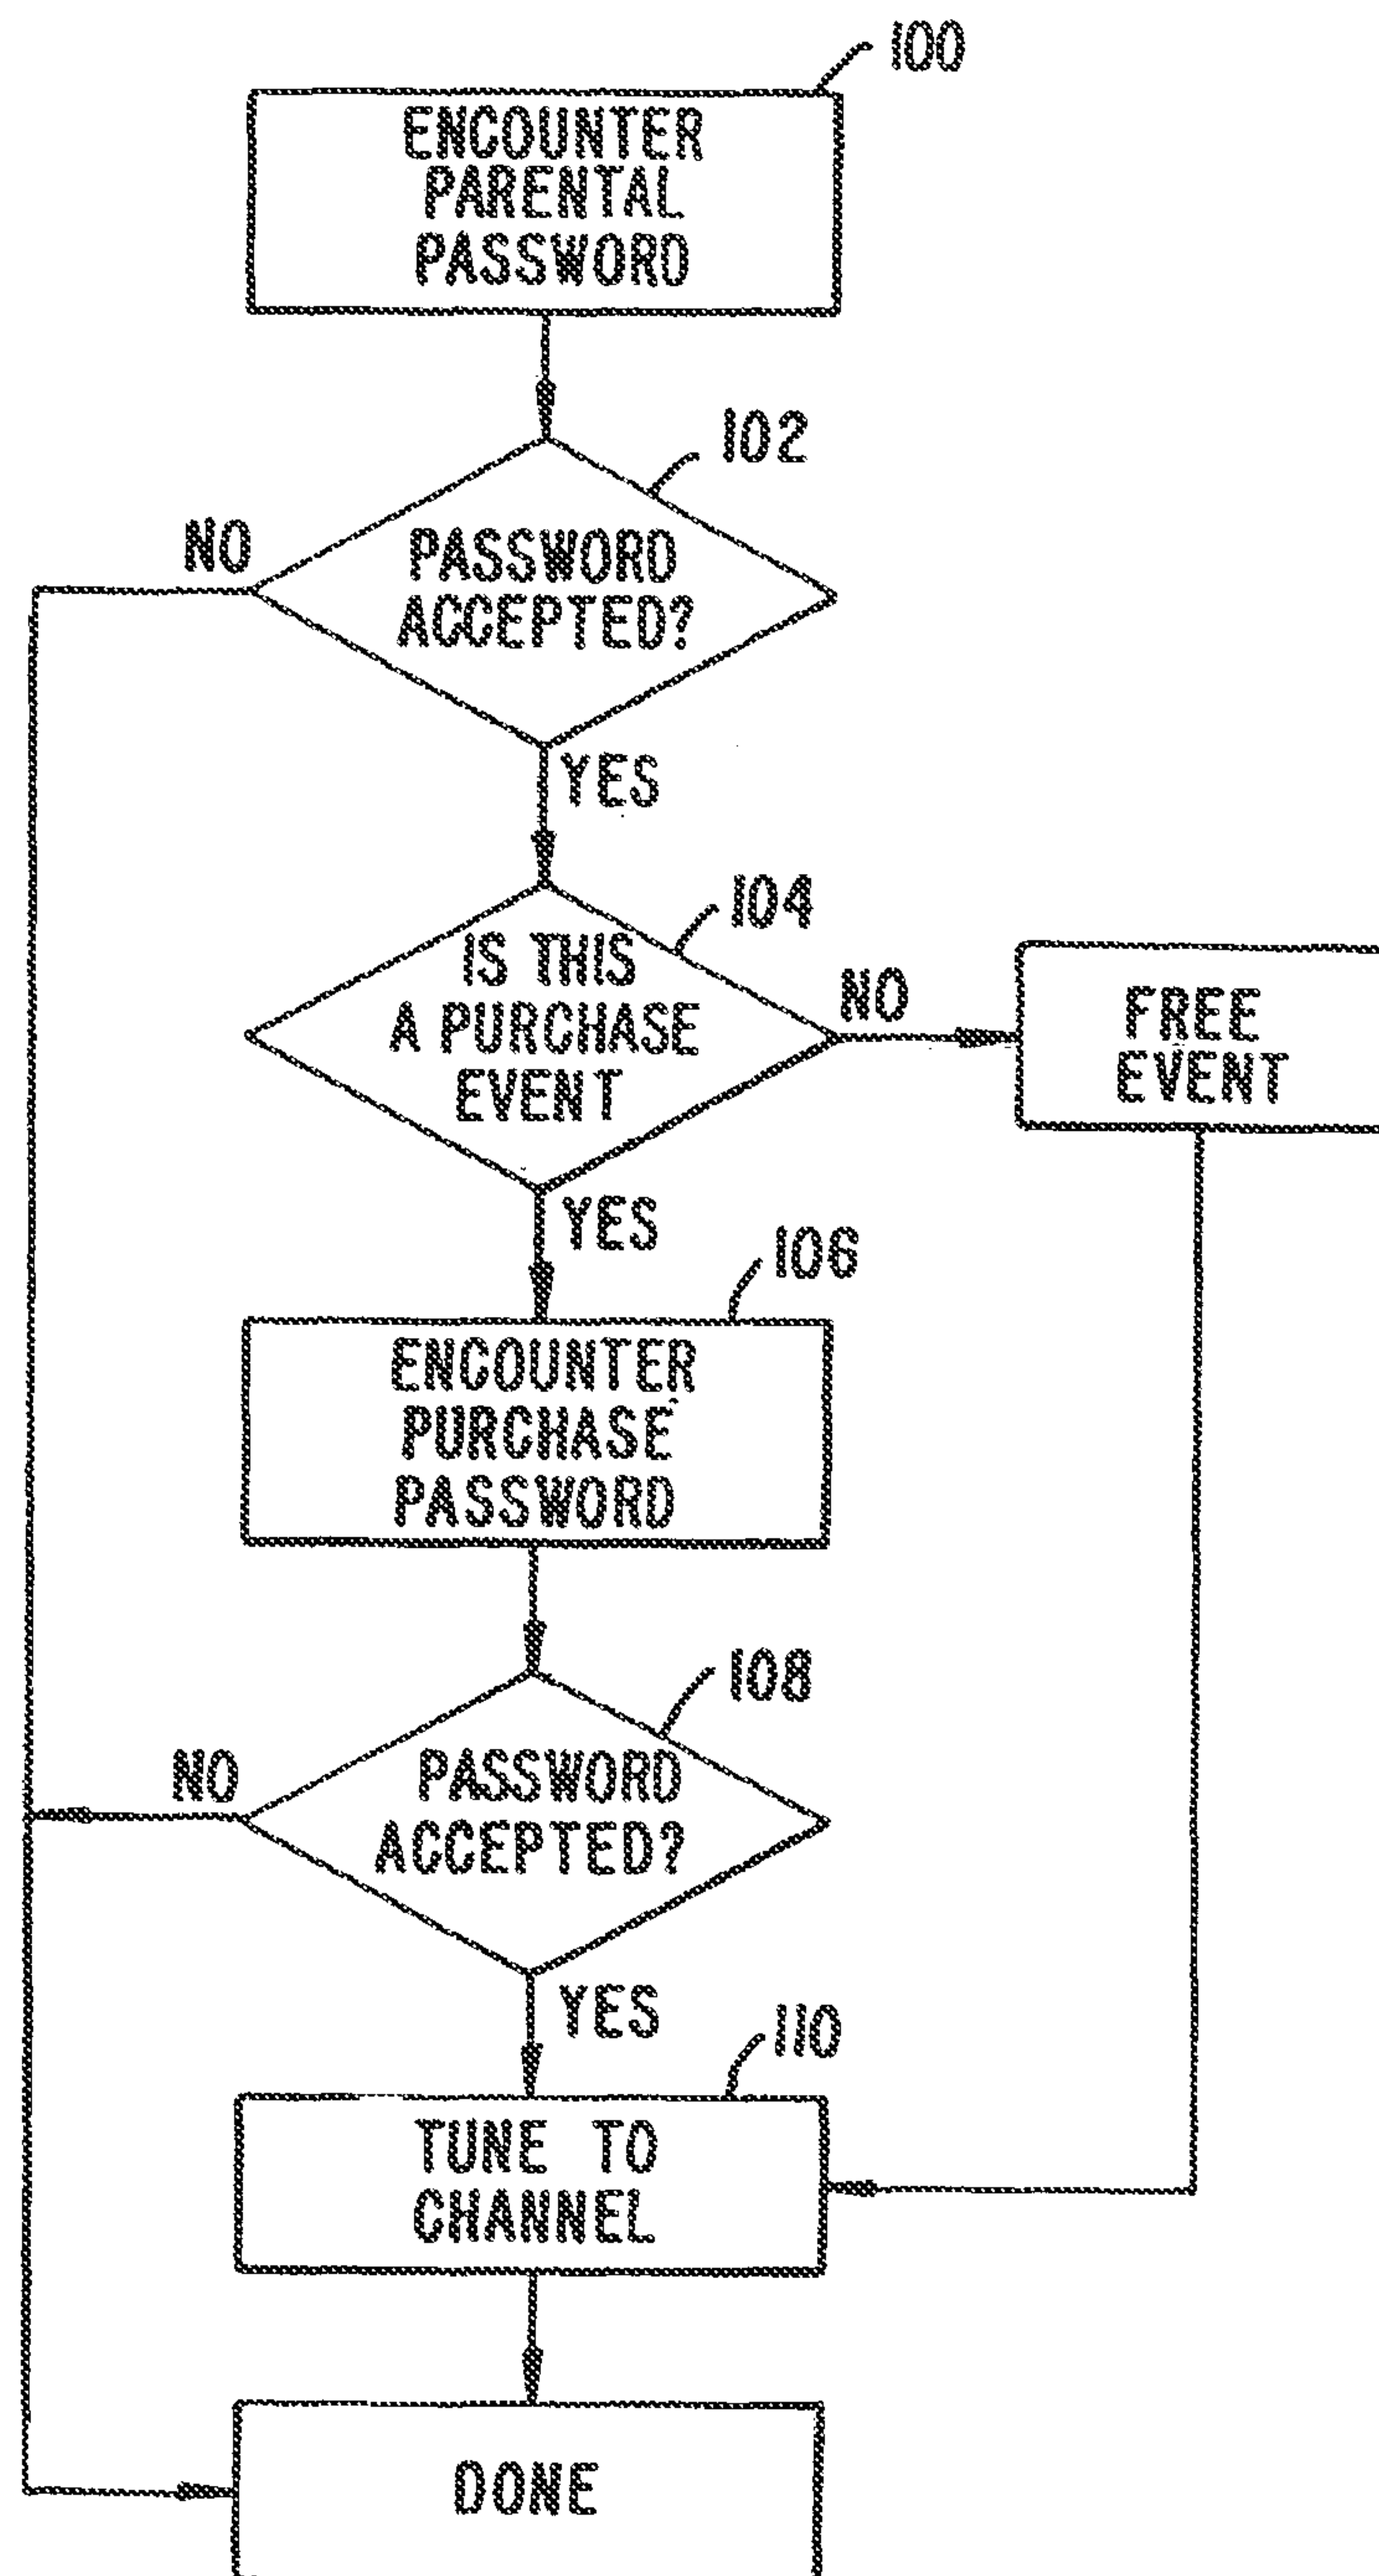 100
ENCOUNTER
PARENTAL
PASSWORD
102
NO
PASSWORD
ACCEPTED?
YES
104
IS THIS
A PURCHASE
EVENT
NO
FREE
EVENT
YES
106
ENCOUNTER
PURCHASE
PASSWORD
108
NO
PASSWORD
ACCEPTED?
YES
110
TUNE TO
CHANNEL
DONE